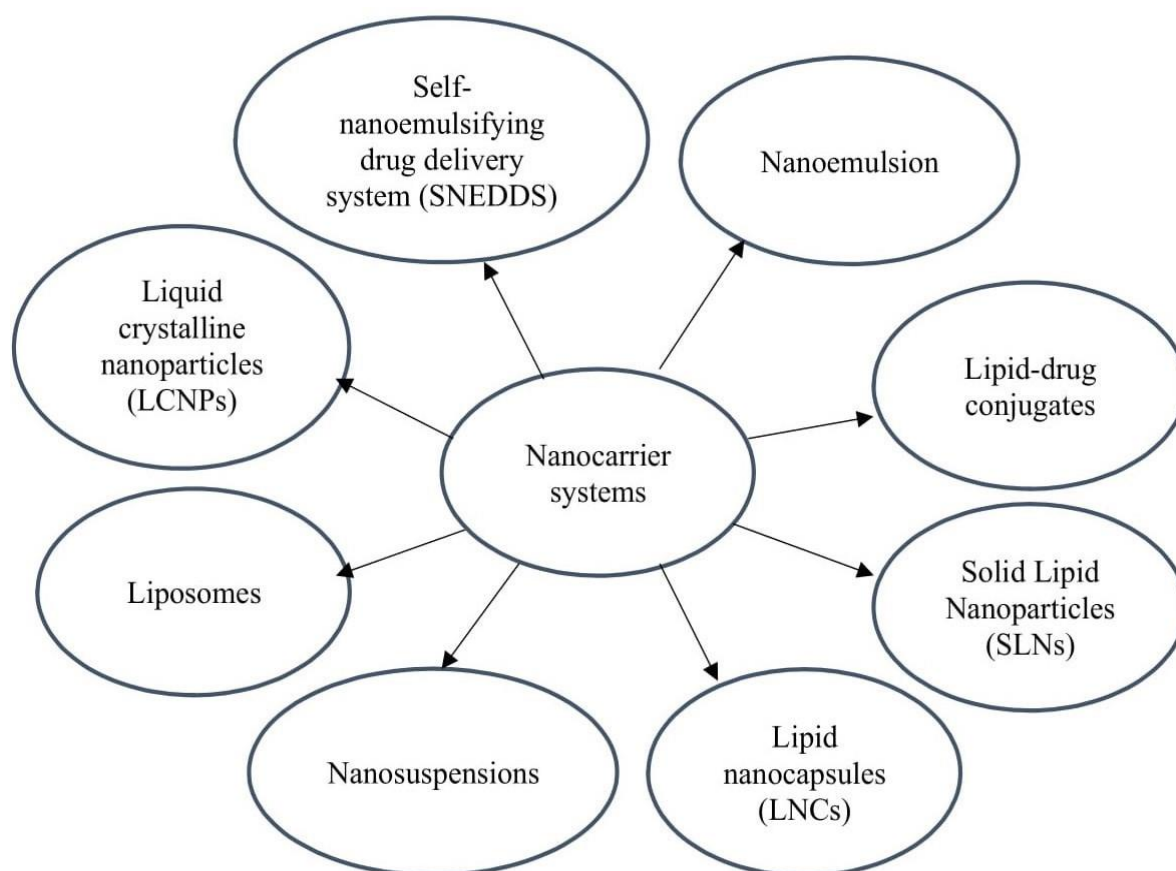 Self-
nanoemulsifying
drug delivery
system (SNEDDS)
Nanoemulsion
Liquid
crystalline
nanoparticles
(LCNPs)
Lipid-drug
conjugates
Nanocarrier
systems
Liposomes
Solid Lipid
Nanoparticles
(SLNs)
Nanosuspensions
Lipid
nanocapsules
(LNCs)